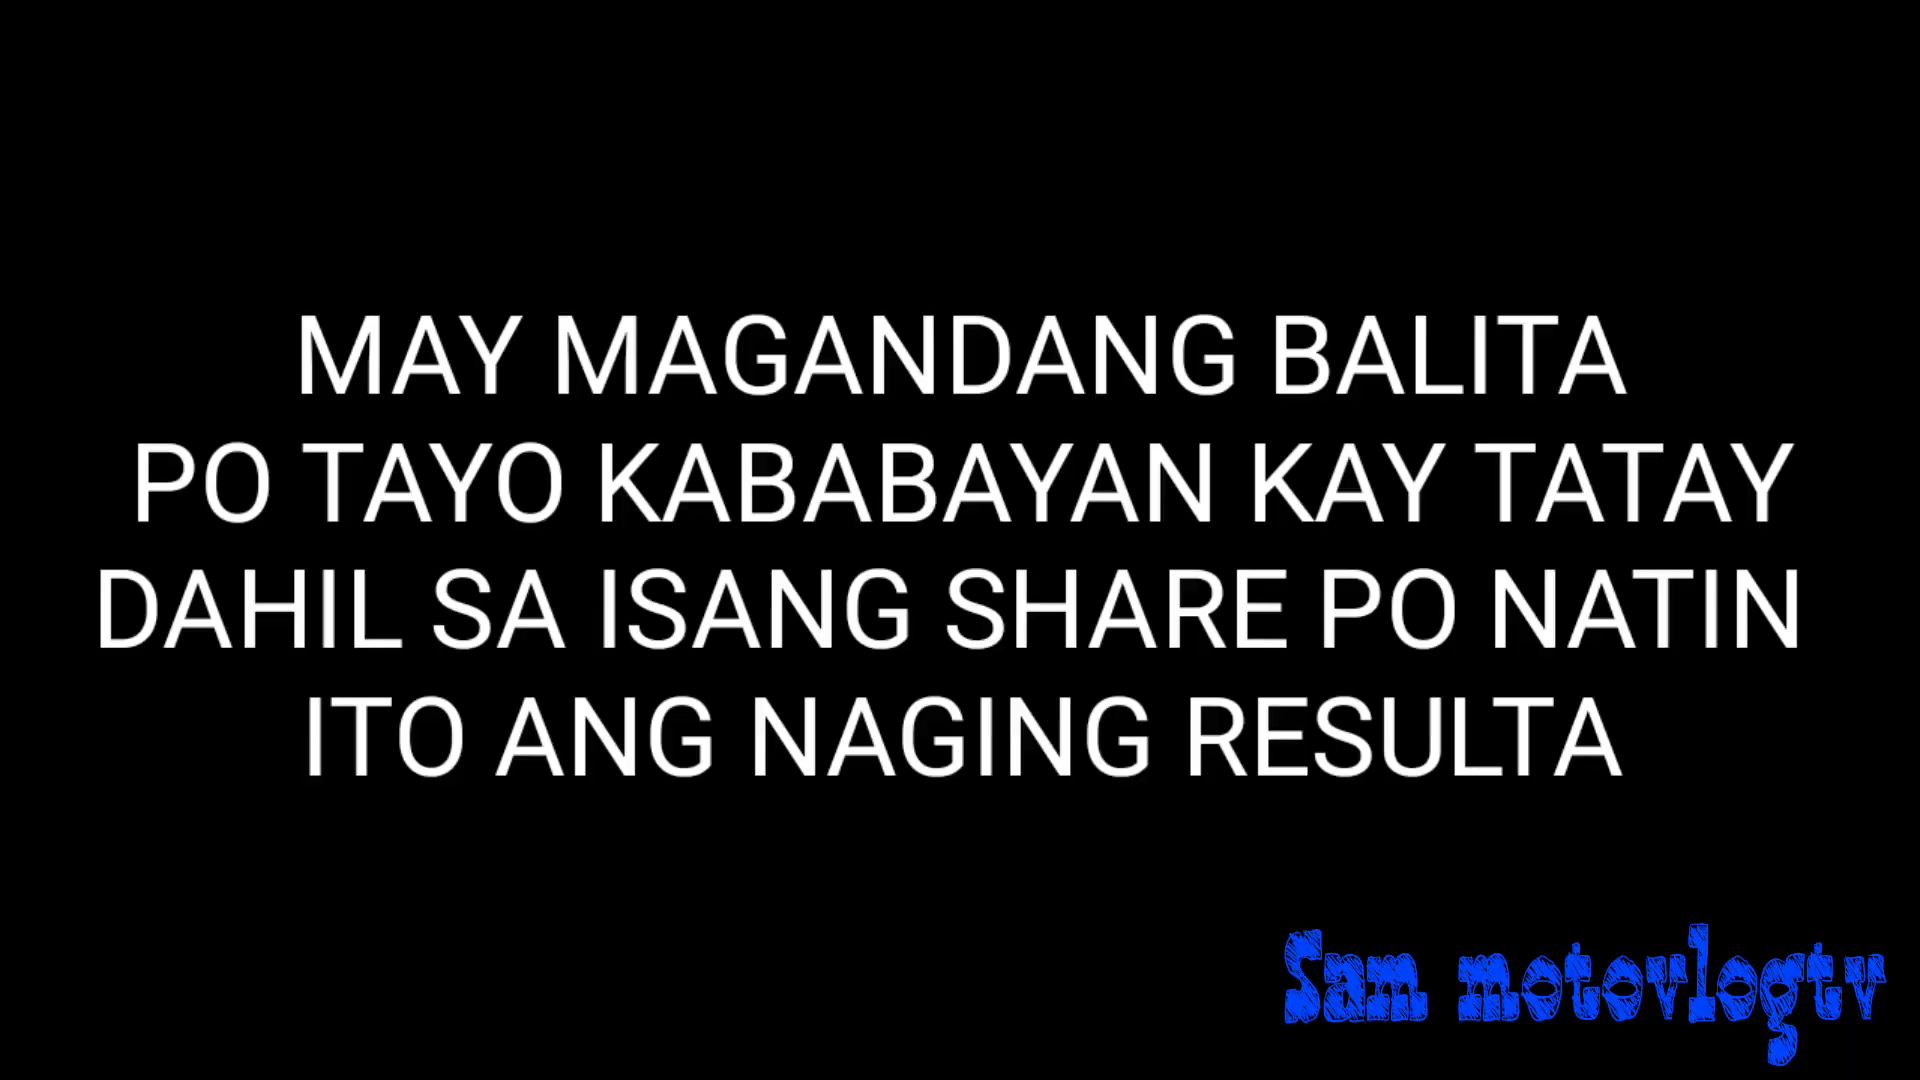 MAY MAGANDANG BALITA
PO TAYO KABABAYAN KAY TATAY
DAHIL SA ISANG SHARE PO NATIN
ITO ANG NAGING RESULTA
Sam motovlogtv